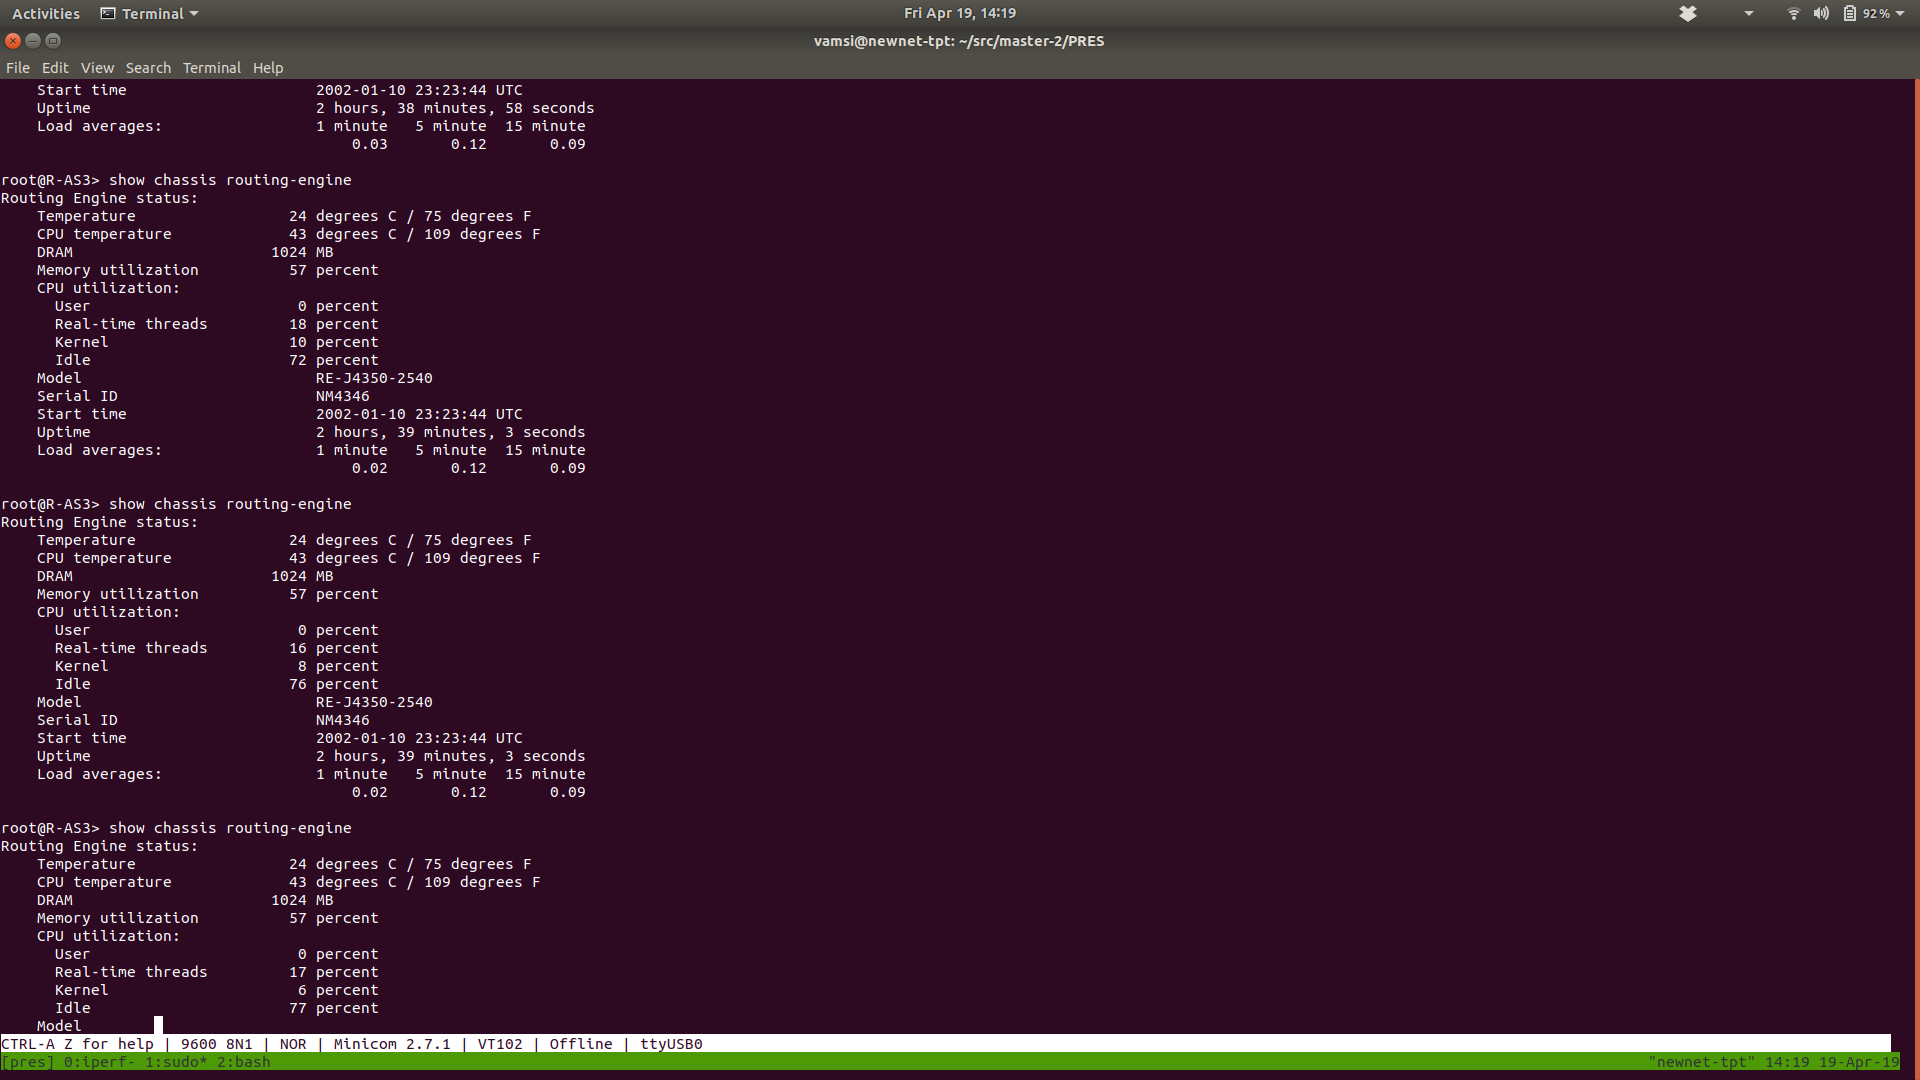 Activities Terminal Fri Apr 19, 14:19 92 %
vamsi@newnet-tpt: ~/src/master-2/PRES
File Edit View Search Terminal Help
    Start time                     2002-01-10 23:23:44 UTC
    Uptime                         2 hours, 38 minutes, 58 seconds
    Load averages:                 1 minute   5 minute  15 minute
                                       0.03       0.12       0.09
root@R-AS3> show chassis routing-engine
Routing Engine status:
    Temperature                 24 degrees C / 75 degrees F
    CPU temperature             43 degrees C / 109 degrees F
    DRAM                      1024 MB
    Memory utilization          57 percent
    CPU utilization:
      User                       0 percent
      Real-time threads         18 percent
      Kernel                    10 percent
      Idle                      72 percent
    Model                          RE-J4350-2540
    Serial ID                      NM4346
    Start time                     2002-01-10 23:23:44 UTC
    Uptime                         2 hours, 39 minutes, 3 seconds
    Load averages:                 1 minute   5 minute  15 minute
                                       0.02       0.12       0.09
root@R-AS3> show chassis routing-engine
Routing Engine status:
    Temperature                 24 degrees C / 75 degrees F
    CPU temperature             43 degrees C / 109 degrees F
    DRAM                      1024 MB
    Memory utilization          57 percent
    CPU utilization:
      User                       0 percent
      Real-time threads         16 percent
      Kernel                     8 percent
      Idle                      76 percent
    Model                          RE-J4350-2540
    Serial ID                      NM4346
    Start time                     2002-01-10 23:23:44 UTC
    Uptime                         2 hours, 39 minutes, 3 seconds
    Load averages:                 1 minute   5 minute  15 minute
                                       0.02       0.12       0.09
root@R-AS3> show chassis routing-engine
Routing Engine status:
    Temperature                 24 degrees C / 75 degrees F
    CPU temperature             43 degrees C / 109 degrees F
    DRAM                      1024 MB
    Memory utilization          57 percent
    CPU utilization:
      User                       0 percent
      Real-time threads         17 percent
      Kernel                     6 percent
      Idle                      77 percent
    Model
CTRL-A Z for help | 9600 8N1 | NOR | Minicom 2.7.1 | VT102 | Offline | ttyUSB0
[pres] 0:iperf- 1:sudo* 2:bash "newnet-tpt" 14:19 19-Apr-19